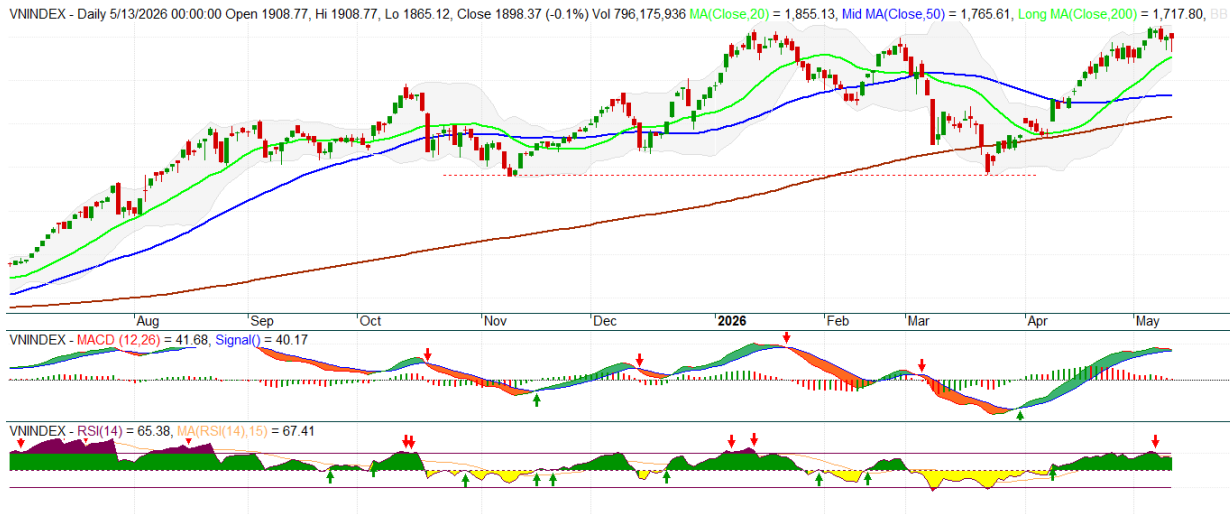 VNINDEX - Daily 5/13/2026 00:00:00 Open 1908.77, Hi 1908.77, Lo 1865.12, Close 1898.37 (-0.1%) Vol 796,175,936 MA(Close,20) = 1,855.13, Mid MA(Close,50) = 1,765.61, Long MA(Close,200) = 1,717.80, BB
Aug Sep Oct Nov Dec 2026 Feb Mar Apr May
VNINDEX - MACD (12,26) = 41.68, Signal() = 40.17
VNINDEX - RSI(14) = 65.38, MA(RSI(14),15) = 67.41